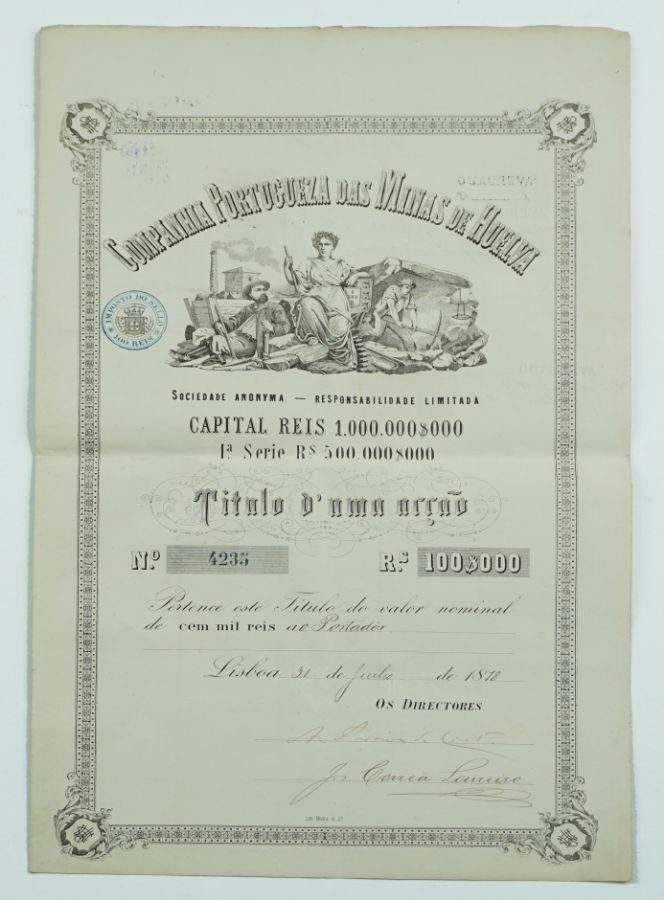 COMPANHIA PORTUGUEZA DAS MINAS DE HUELVA
IMPOSTO DO SELLO
100 REIS
SOCIEDADE ANONYMA — RESPONSABILIDADE LIMITADA
CAPITAL REIS 1.000.000$000
1ª Serie RS 500.000$000
Titulo d'uma acção
N.º 4235 R.S 100$000
Pertence este Titulo do valor nominal
de cem mil reis ao Portador
Lisboa 31 de Julho de 1878
OS DIRECTORES
J. Correia Loureiro